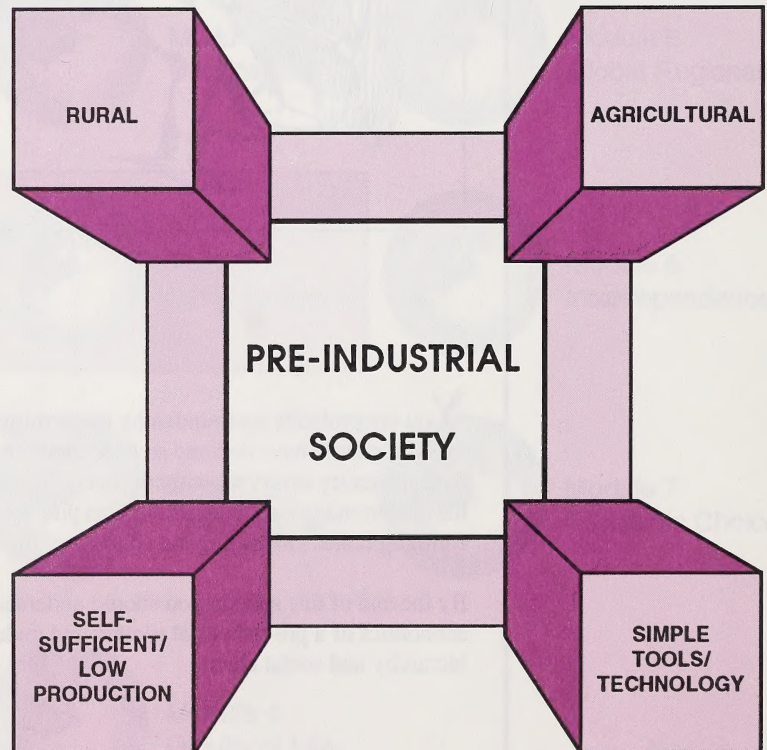 RURAL
AGRICULTURAL
PRE-INDUSTRIAL
SOCIETY
SELF-
SUFFICIENT/
LOW
PRODUCTION
SIMPLE
TOOLS/
TECHNOLOGY